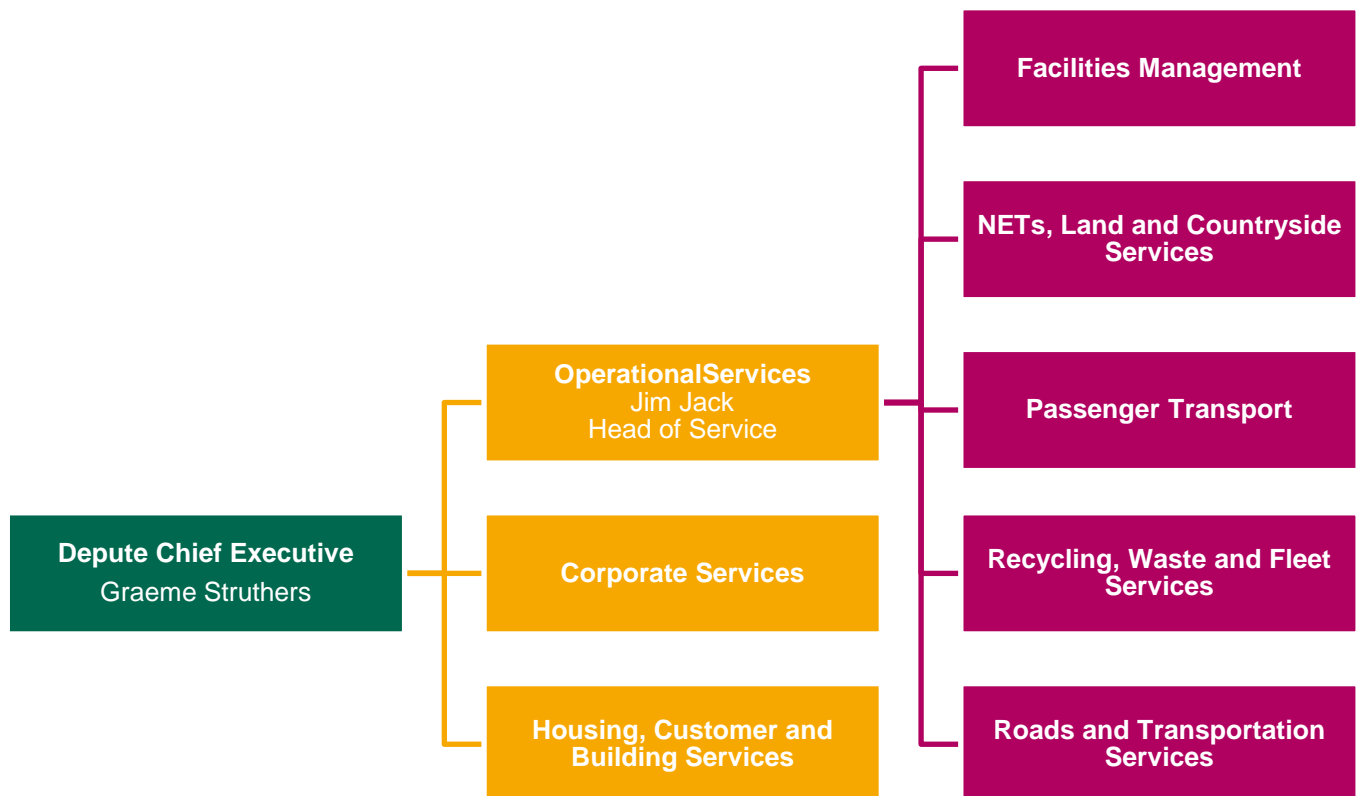 Depute Chief Executive
Graeme Struthers
OperationalServices
Jim Jack
Head of Service
Corporate Services
Housing, Customer and
Building Services
Facilities Management
NETs, Land and Countryside
Services
Passenger Transport
Recycling, Waste and Fleet
Services
Roads and Transportation
Services